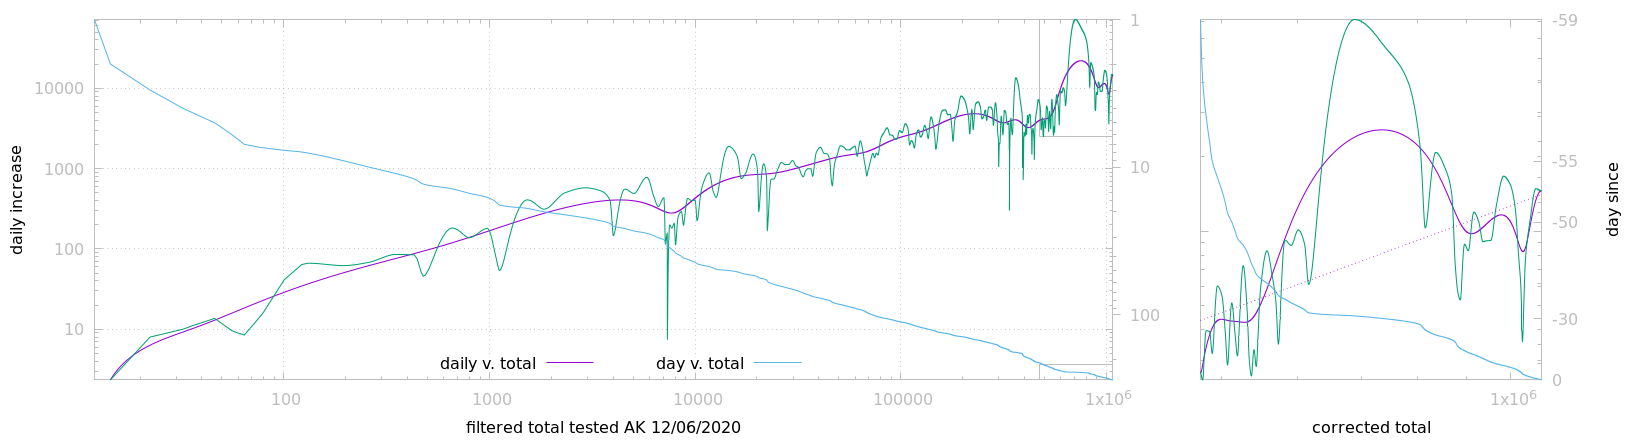 daily increase
10000
1000
100
10
daily v. total
day v. total
100
1000
10000
100000
1x10^6
filtered total tested AK 12/06/2020
1
10
100
-59
-55
-50
-30
0
day since
1x10^6
corrected total